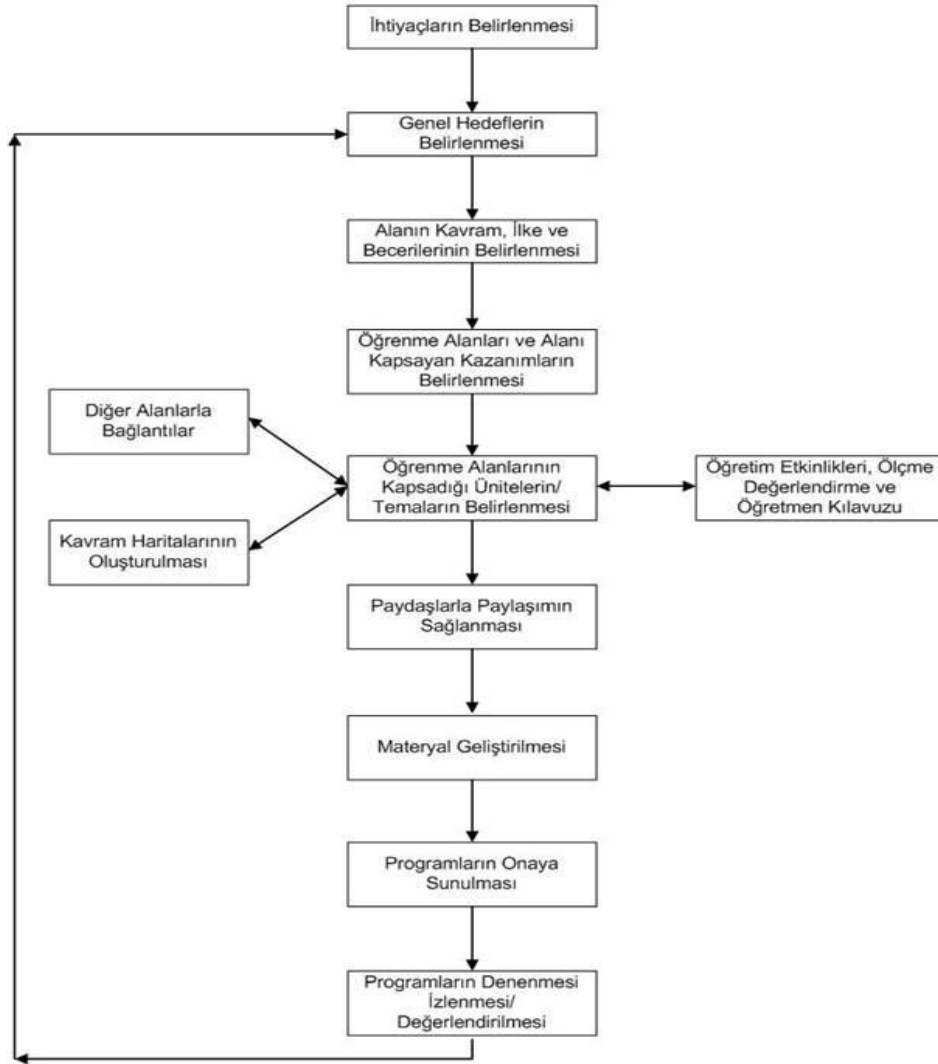 İhtiyaçların Belirlenmesi
Genel Hedeflerin
Belirlenmesi
Alanın Kavram, İlke ve
Becerilerinin Belirlenmesi
Öğrenme Alanları ve Alanı
Kapsayan Kazanımların
Belirlenmesi
Diğer Alanlarla
Bağlantılar
Öğrenme Alanlarının
Kapsadığı Ünitelerin/
Temaların Belirlenmesi
Öğretim Etkinlikleri, Ölçme
Değerlendirme ve
Öğretmen Kılavuzu
Kavram Haritalarının
Oluşturulması
Paydaşlarla Paylaşımın
Sağlanması
Materyal Geliştirilmesi
Programların Onaya
Sunulması
Programların Denenmesi
İzlenmesi/
Değerlendirilmesi